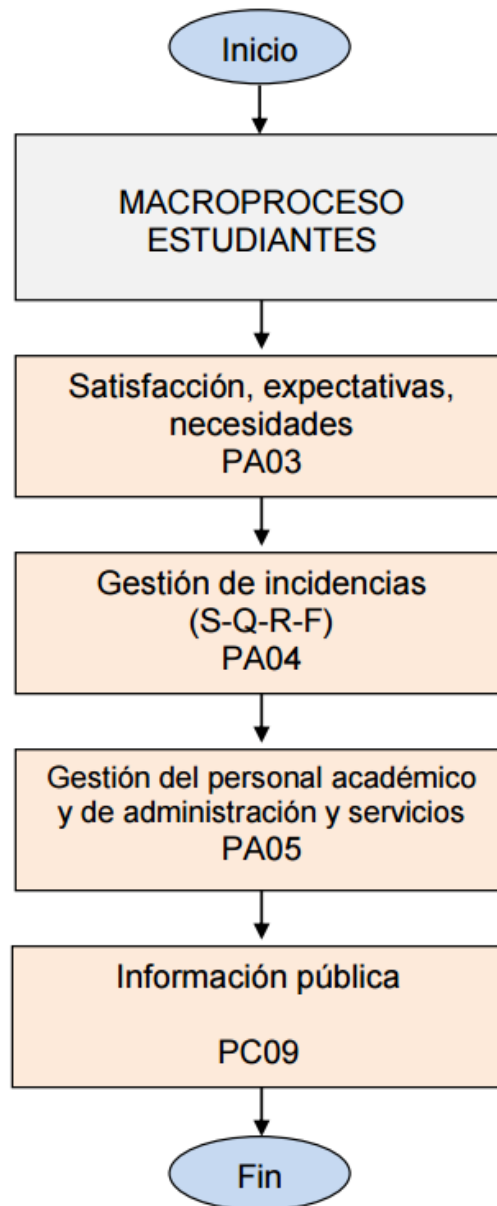 Inicio
MACROPROCESO
ESTUDIANTES
Satisfacción, expectativas,
necesidades
PA03
Gestión de incidencias
(S-Q-R-F)
PA04
Gestión del personal académico
y de administración y servicios
PA05
Información pública
PC09
Fin